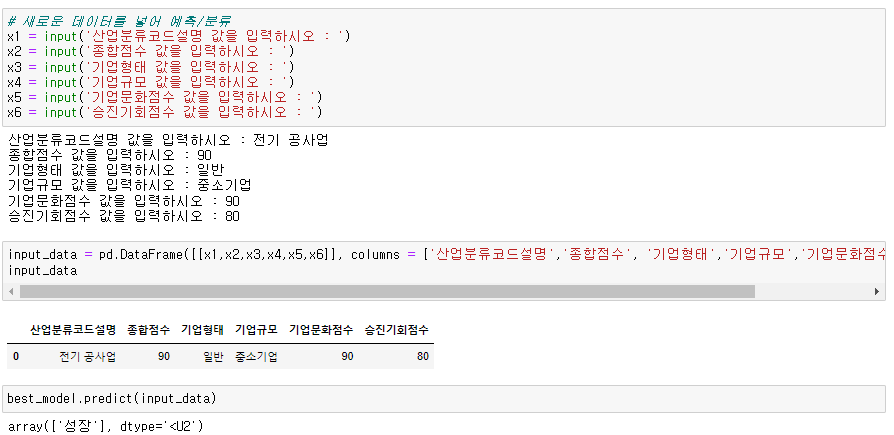 # 새로운 데이터를 넣어 예측/분류
x1 = input('산업분류코드설명 값을 입력하시오 : ')
x2 = input('종합점수 값을 입력하시오 : ')
x3 = input('기업형태 값을 입력하시오 : ')
x4 = input('기업규모 값을 입력하시오 : ')
x5 = input('기업문화점수 값을 입력하시오 : ')
x6 = input('승진기회점수 값을 입력하시오 : ')
산업분류코드설명 값을 입력하시오 : 전기 공사업
종합점수 값을 입력하시오 : 90
기업형태 값을 입력하시오 : 일반
기업규모 값을 입력하시오 : 중소기업
기업문화점수 값을 입력하시오 : 90
승진기회점수 값을 입력하시오 : 80
input_data = pd.DataFrame([[x1,x2,x3,x4,x5,x6]], columns = ['산업분류코드설명','종합점수', '기업형태','기업규모','기업문화점수
input_data
산업분류코드설명 종합점수 기업형태 기업규모 기업문화점수 승진기회점수
0 전기 공사업 90 일반 중소기업 90 80
best_model.predict(input_data)
array(['성장'], dtype='<U2')